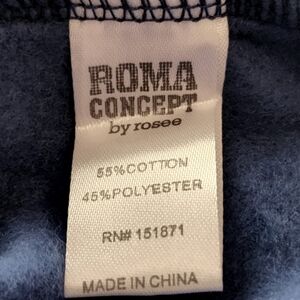 ROMA
CONCEPT
by rosee
55%COTTON
45%POLYESTER
RN# 151871
MADE IN CHINA